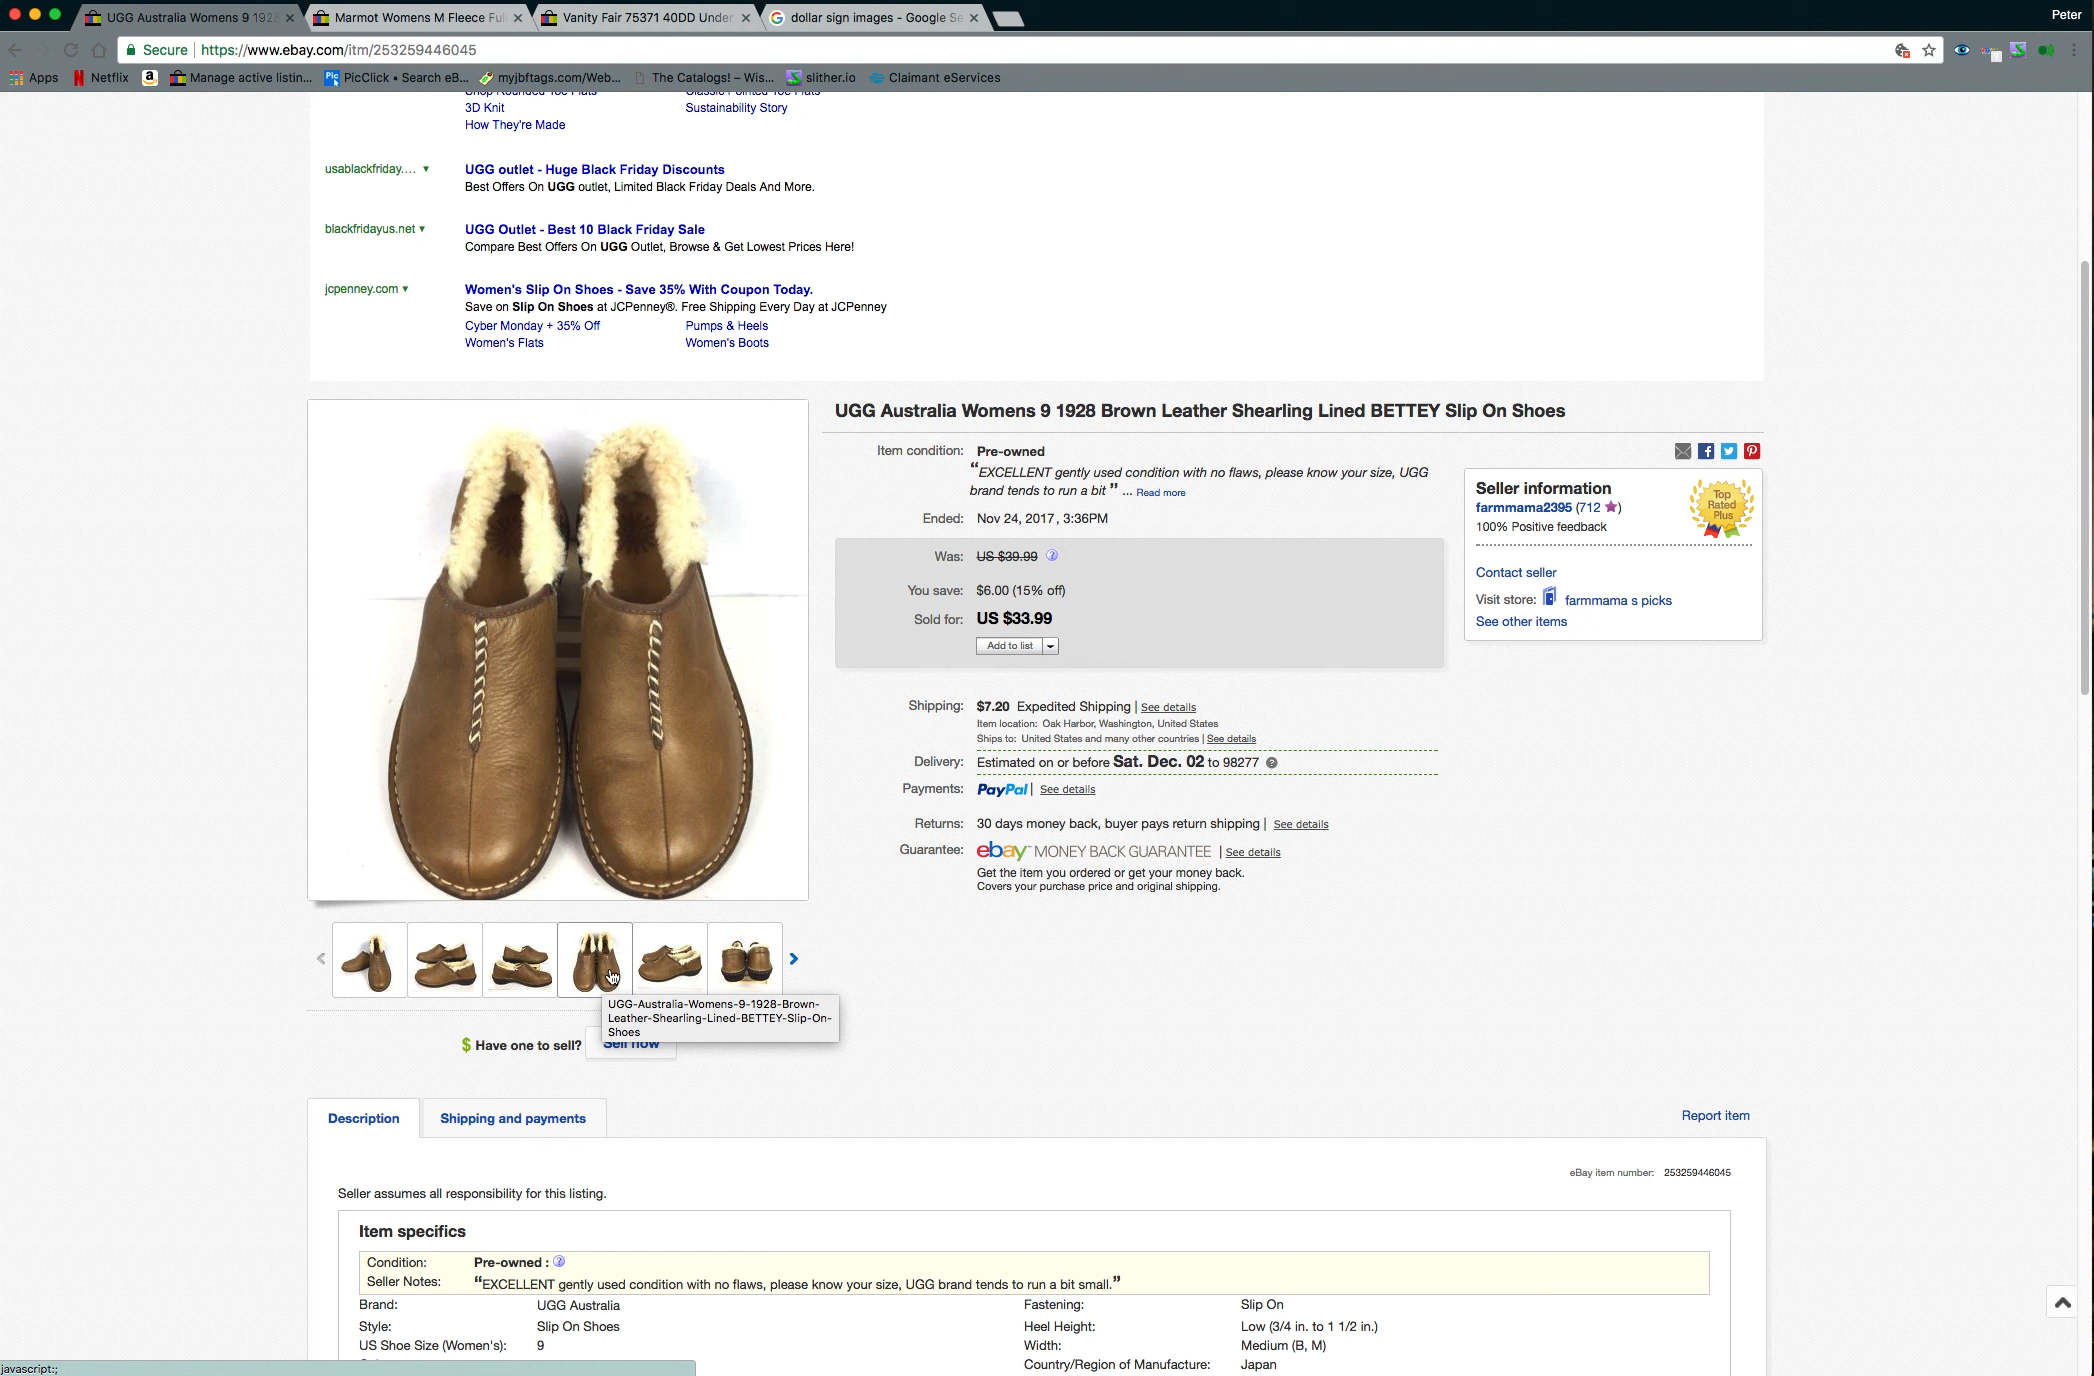 UGG Australia Womens 9 1928
Marmot Womens M Fleece Full
Vanity Fair 75371 40DD Under
dollar sign images - Google Se
Peter
Secure https://www.ebay.com/itm/253259446045
Apps
Netflix
Manage active listin...
PicClick • Search eB...
myjbftags.com/Web...
The Catalogs! – Wis...
slither.io
Claimant eServices
3D Knit
Sustainability Story
How They're Made
usablackfriday....
UGG outlet - Huge Black Friday Discounts
Best Offers On UGG outlet, Limited Black Friday Deals And More.
blackfridayus.net
UGG Outlet - Best 10 Black Friday Sale
Compare Best Offers On UGG Outlet, Browse & Get Lowest Prices Here!
jcpenney.com
Women's Slip On Shoes - Save 35% With Coupon Today.
Save on Slip On Shoes at JCPenney®. Free Shipping Every Day at JCPenney
Cyber Monday + 35% Off
Pumps & Heels
Women's Flats
Women's Boots
UGG Australia Womens 9 1928 Brown Leather Shearling Lined BETTEY Slip On Shoes
Item condition: Pre-owned
“EXCELLENT gently used condition with no flaws, please know your size, UGG
brand tends to run a bit ” ... Read more
Ended: Nov 24, 2017, 3:36PM
Was: US $39.99
You save: $6.00 (15% off)
Sold for: US $33.99
Add to list
Shipping: $7.20 Expedited Shipping | See details
Item location: Oak Harbor, Washington, United States
Ships to: United States and many other countries | See details
Delivery: Estimated on or before Sat. Dec. 02 to 98277
Payments: PayPal | See details
Returns: 30 days money back, buyer pays return shipping | See details
Guarantee: ebay MONEY BACK GUARANTEE | See details
Get the item you ordered or get your money back.
Covers your purchase price and original shipping.
Seller information
farmmama2395 (712 ★)
100% Positive feedback
Top
Rated
Plus
Contact seller
Visit store: farmmama s picks
See other items
UGG-Australia-Womens-9-1928-Brown-
Leather-Shearling-Lined-BETTEY-Slip-On-
Shoes
$ Have one to sell? Sell now
Description
Shipping and payments
Report item
eBay item number: 253259446045
Seller assumes all responsibility for this listing.
Item specifics
Condition: Pre-owned :
Seller Notes: “EXCELLENT gently used condition with no flaws, please know your size, UGG brand tends to run a bit small.”
Brand: UGG Australia
Fastening: Slip On
Style: Slip On Shoes
Heel Height: Low (3/4 in. to 1 1/2 in.)
US Shoe Size (Women's): 9
Width: Medium (B, M)
Country/Region of Manufacture: Japan
javascript:;